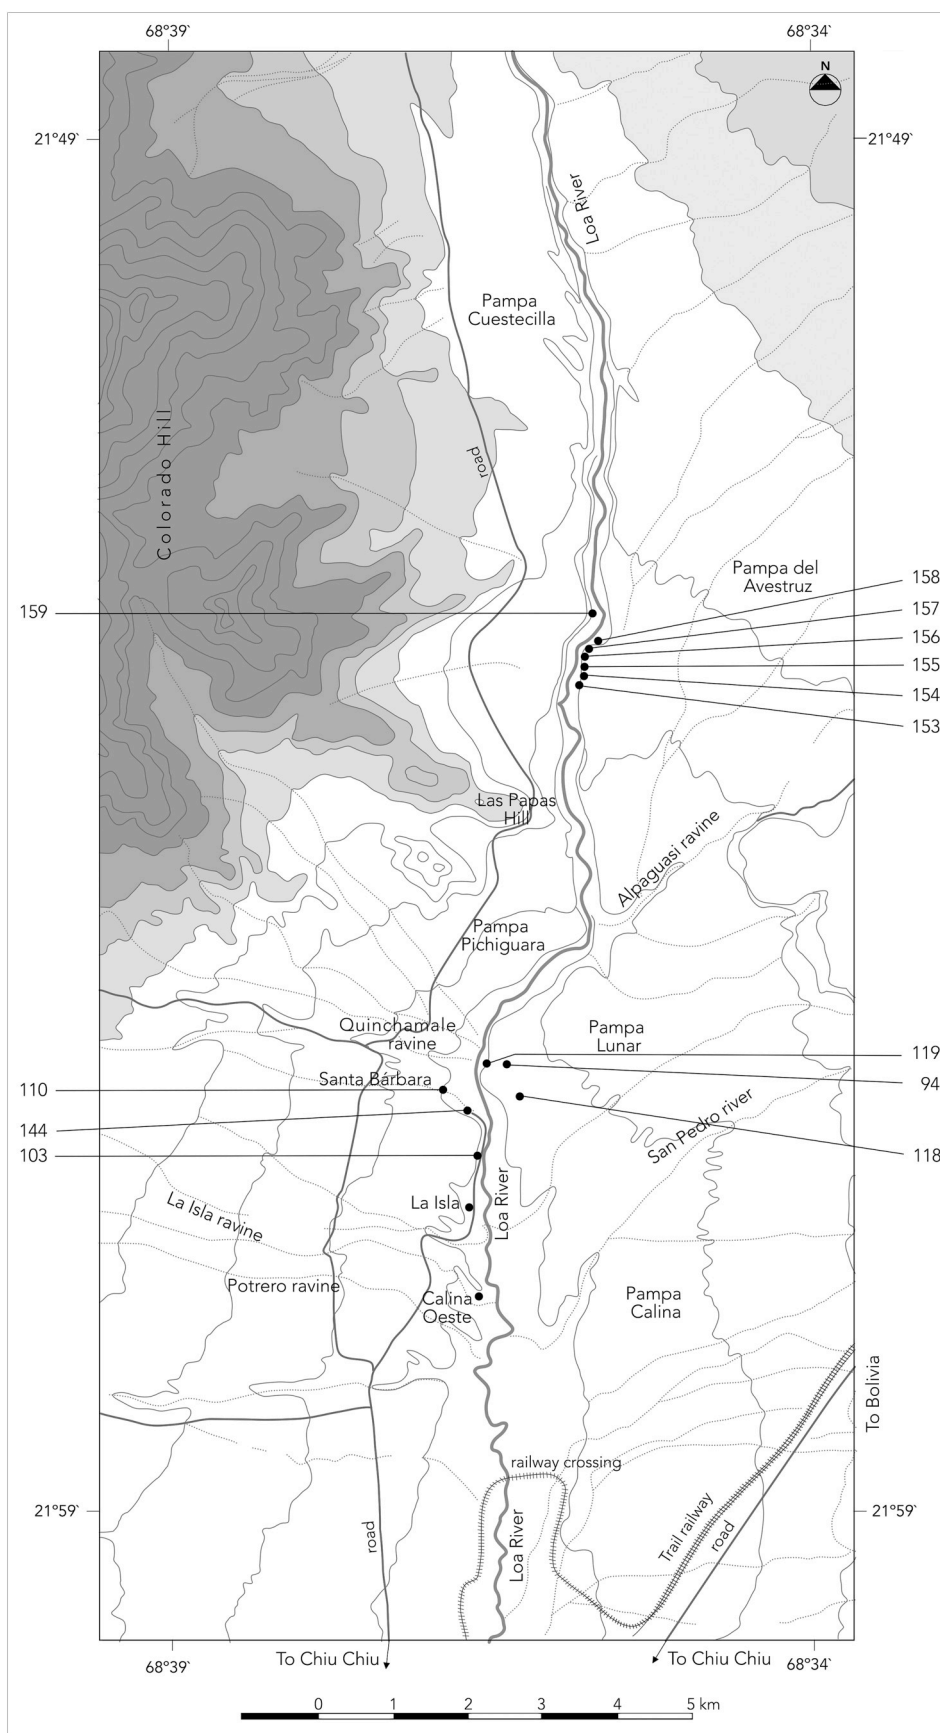 68°39`
68°34`
N
21°49`
21°49`
Loa River
Pampa
Cuestecilla
Colorado Hill
road
Pampa del
Avestruz
158
159
157
156
155
154
153
Las Papas
Hill
Alpaguasi ravine
Pampa
Pichiguara
Quinchamale
ravine
Pampa
Lunar
119
Santa Bárbara
94
110
San Pedro river
144
103
118
La Isla
Loa River
La Isla ravine
Potrero ravine
Calina
Oeste
Pampa
Calina
To Bolivia
railway crossing
21°59`
21°59`
Trail railway
road
road
Loa River
68°39`
To Chiu Chiu
To Chiu Chiu
68°34`
0 1 2 3 4 5 km